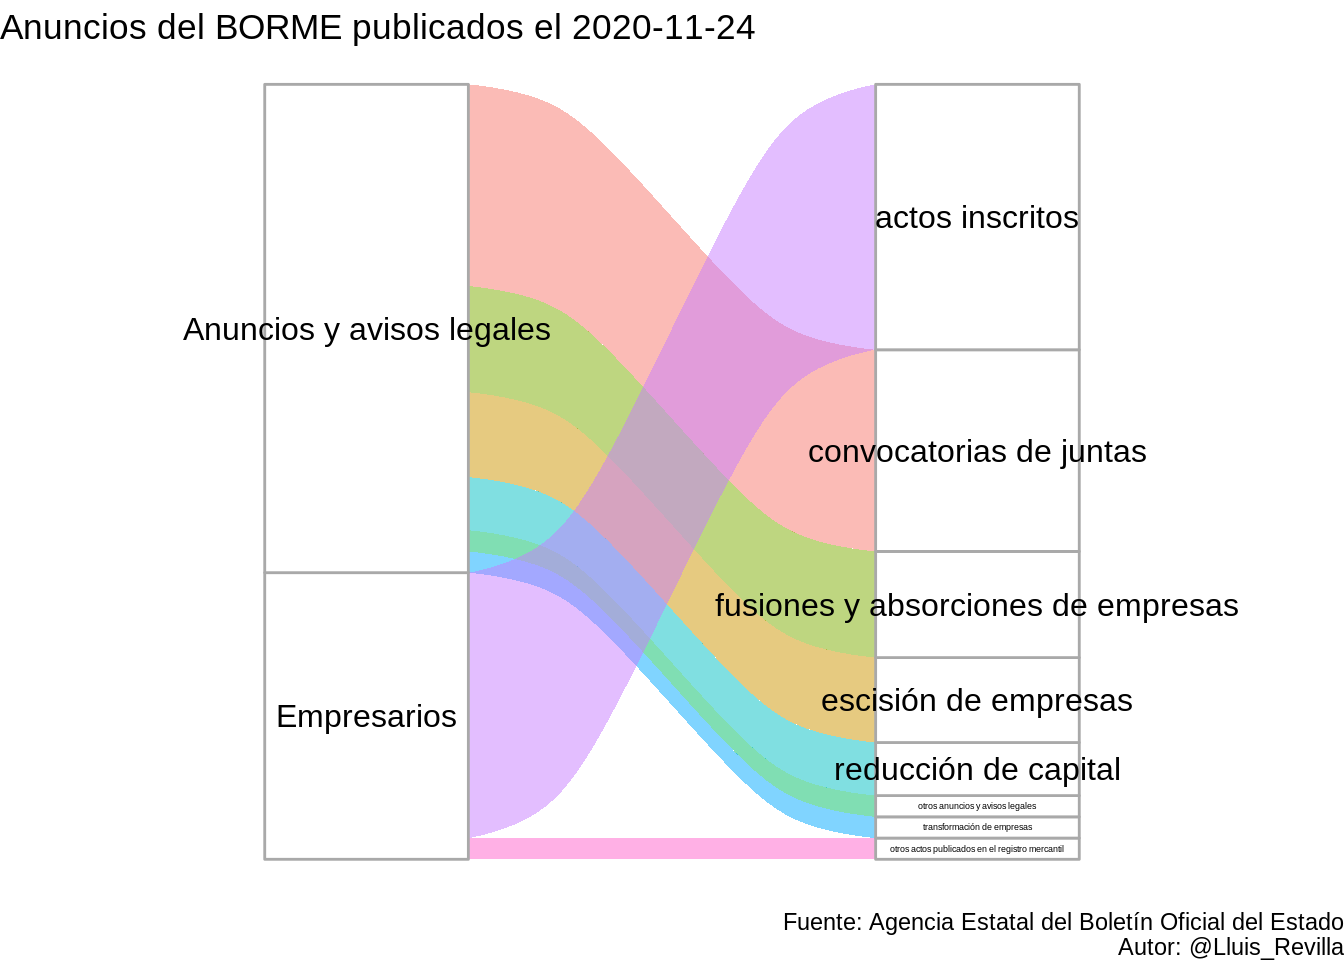 Anuncios del BORME publicados el 2020-11-24
actos inscritos
Anuncios y avisos legales
convocatorias de juntas
fusiones y absorciones de empresas
escisión de empresas
Empresarios
reducción de capital
otros anuncios y avisos legales
transformación de empresas
otros actos publicados en el registro mercantil
Fuente: Agencia Estatal del Boletín Oficial del Estado
Autor: @Lluis_Revilla